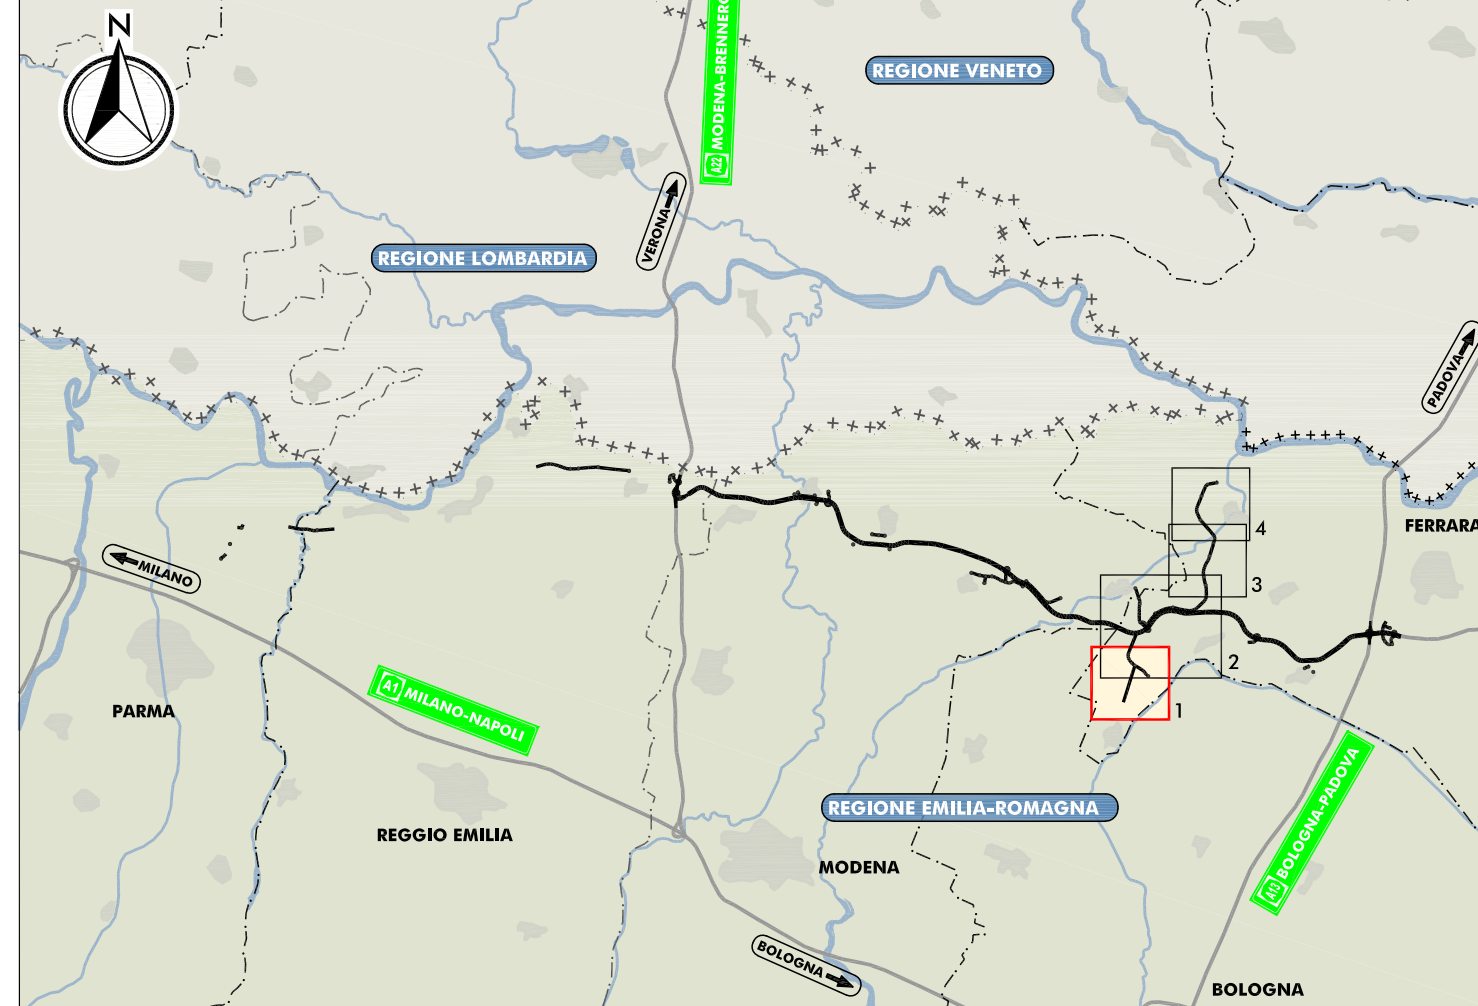 N
A22 MODENA-BRENNERO
REGIONE VENETO
VERONA
REGIONE LOMBARDIA
PADOVA
FERRARA
4
MILANO
3
2
A1 MILANO-NAPOLI
PARMA
1
REGIONE EMILIA-ROMAGNA
REGGIO EMILIA
A13 BOLOGNA-PADOVA
MODENA
BOLOGNA
BOLOGNA